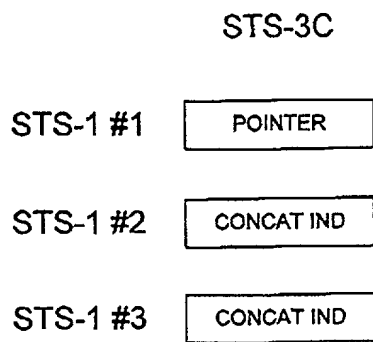 STS-3C
STS-1 #1 POINTER
STS-1 #2 CONCAT IND
STS-1 #3 CONCAT IND